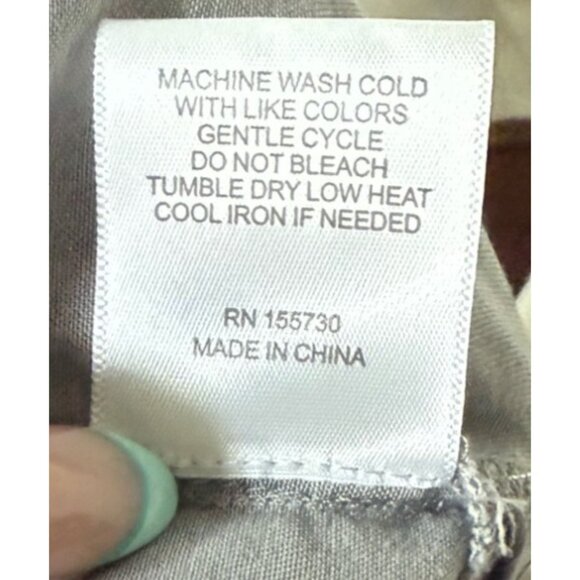 MACHINE WASH COLD
WITH LIKE COLORS
GENTLE CYCLE
DO NOT BLEACH
TUMBLE DRY LOW HEAT
COOL IRON IF NEEDED
RN 155730
MADE IN CHINA